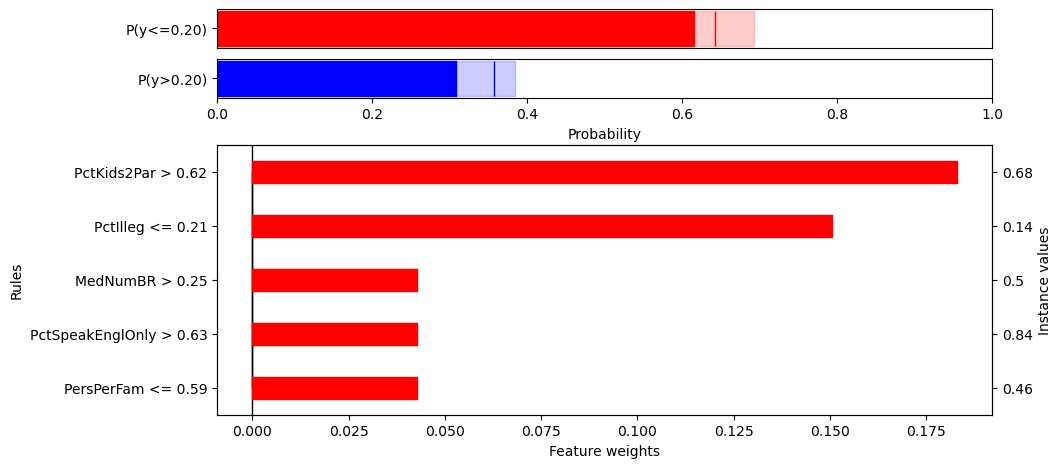 P(y<=0.20)
P(y>0.20)
0.0 0.2 0.4 0.6 0.8 1.0
Probability
PctKids2Par > 0.62 0.68
PctIlleg <= 0.21 0.14
MedNumBR > 0.25 0.5
PctSpeakEnglOnly > 0.63 0.84
PersPerFam <= 0.59 0.46
Rules
Instance values
0.000 0.025 0.050 0.075 0.100 0.125 0.150 0.175
Feature weights